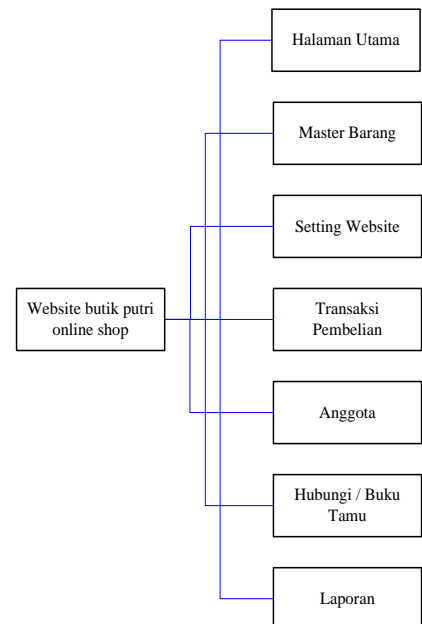 Halaman Utama
Master Barang
Setting Website
Website butik putri
online shop
Transaksi
Pembelian
Anggota
Hubungi / Buku
Tamu
Laporan